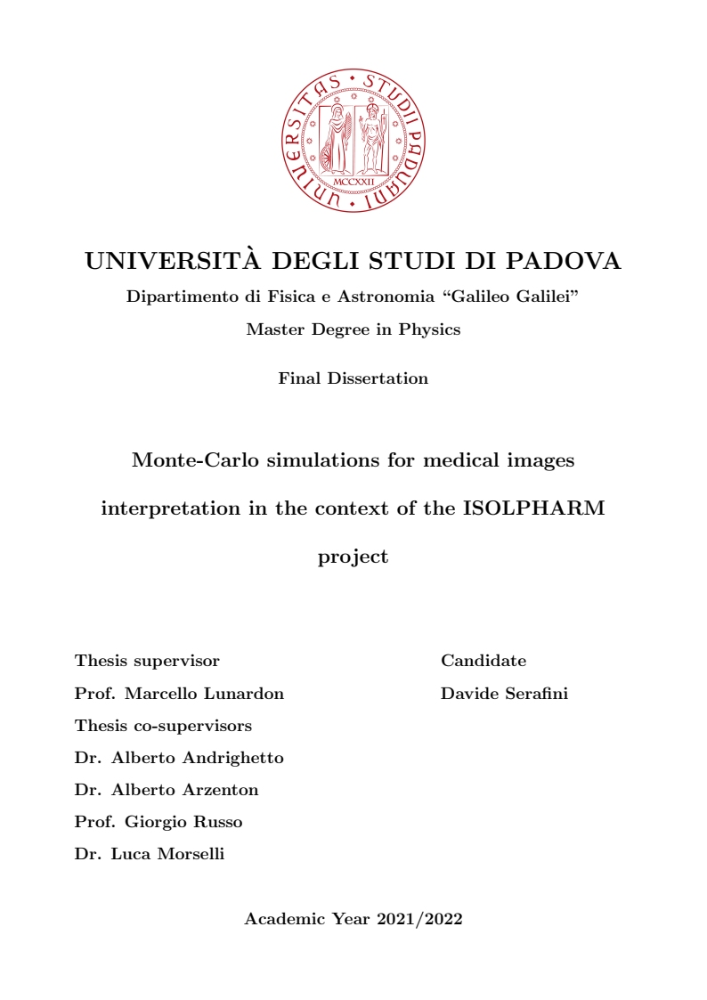 UNIVERSITAS STUDII PADUANI
MCCXXII
UNIVERSITÀ DEGLI STUDI DI PADOVA
Dipartimento di Fisica e Astronomia “Galileo Galilei”
Master Degree in Physics
Final Dissertation
Monte-Carlo simulations for medical images
interpretation in the context of the ISOLPHARM
project
Thesis supervisor
Prof. Marcello Lunardon
Thesis co-supervisors
Dr. Alberto Andrighetto
Dr. Alberto Arzenton
Prof. Giorgio Russo
Dr. Luca Morselli
Candidate
Davide Serafini
Academic Year 2021/2022